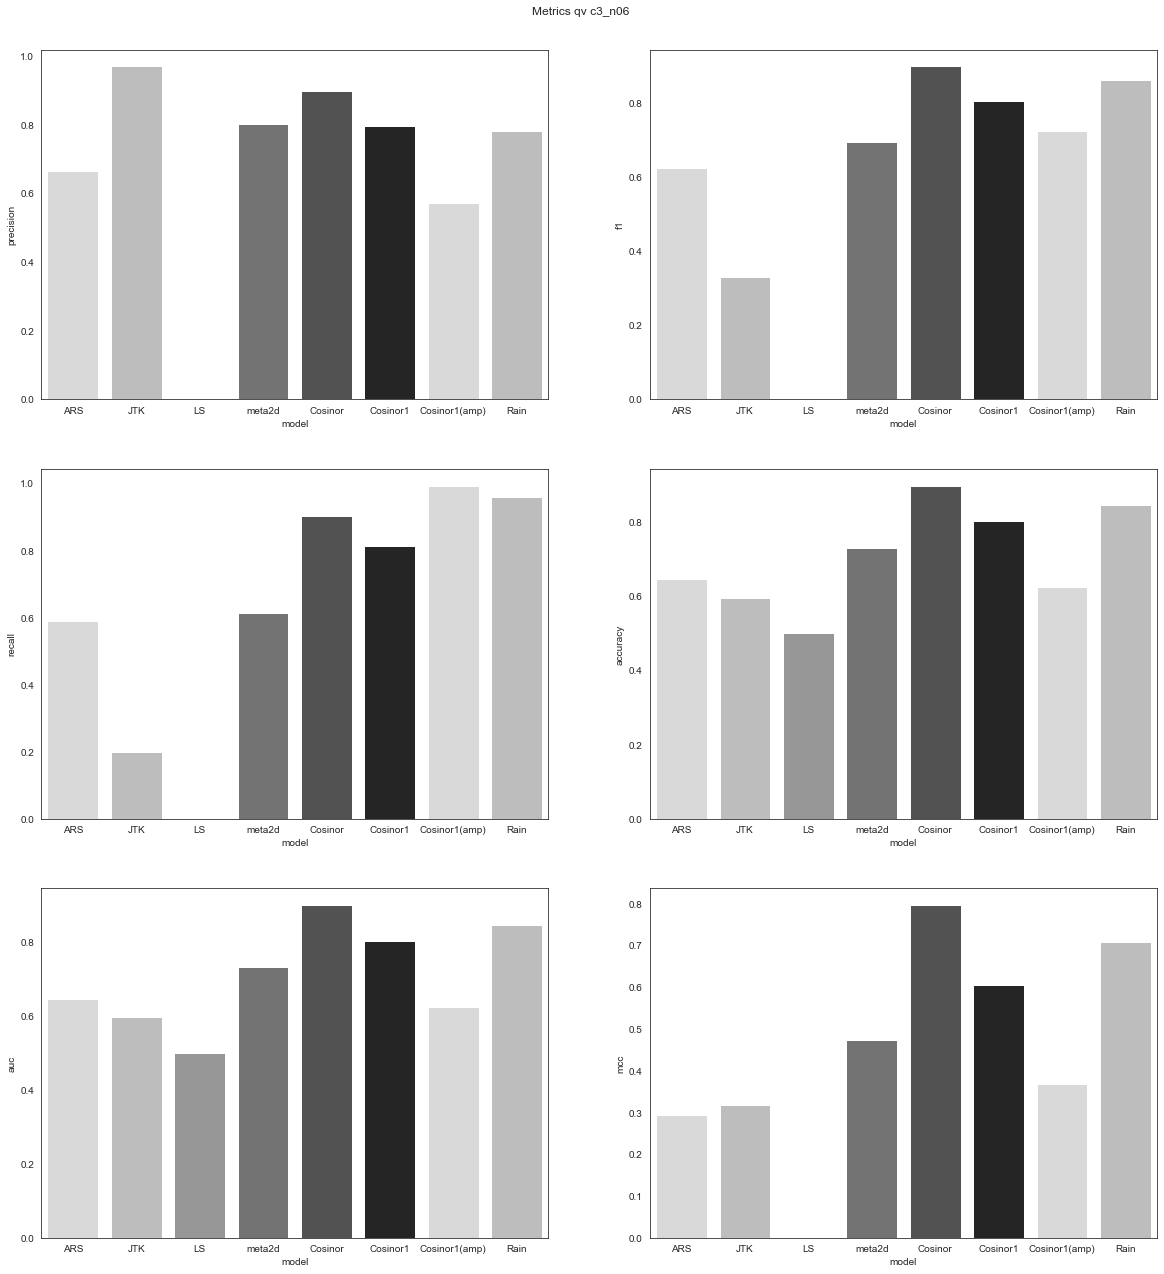 Metrics qv c3_n06
precision
1.0
0.8
0.6
0.4
0.2
0.0
ARS JTK LS meta2d Cosinor Cosinor1 Cosinor1(amp) Rain
model
f1
0.8
0.6
0.4
0.2
0.0
ARS JTK LS meta2d Cosinor Cosinor1 Cosinor1(amp) Rain
model
recall
1.0
0.8
0.6
0.4
0.2
0.0
ARS JTK LS meta2d Cosinor Cosinor1 Cosinor1(amp) Rain
model
accuracy
0.8
0.6
0.4
0.2
0.0
ARS JTK LS meta2d Cosinor Cosinor1 Cosinor1(amp) Rain
model
auc
0.8
0.6
0.4
0.2
0.0
ARS JTK LS meta2d Cosinor Cosinor1 Cosinor1(amp) Rain
model
mcc
0.8
0.7
0.6
0.5
0.4
0.3
0.2
0.1
0.0
ARS JTK LS meta2d Cosinor Cosinor1 Cosinor1(amp) Rain
model